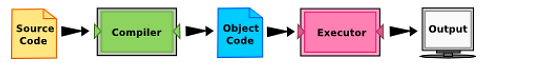 Source
Code
Compiler
Object
Code
Executor
Output